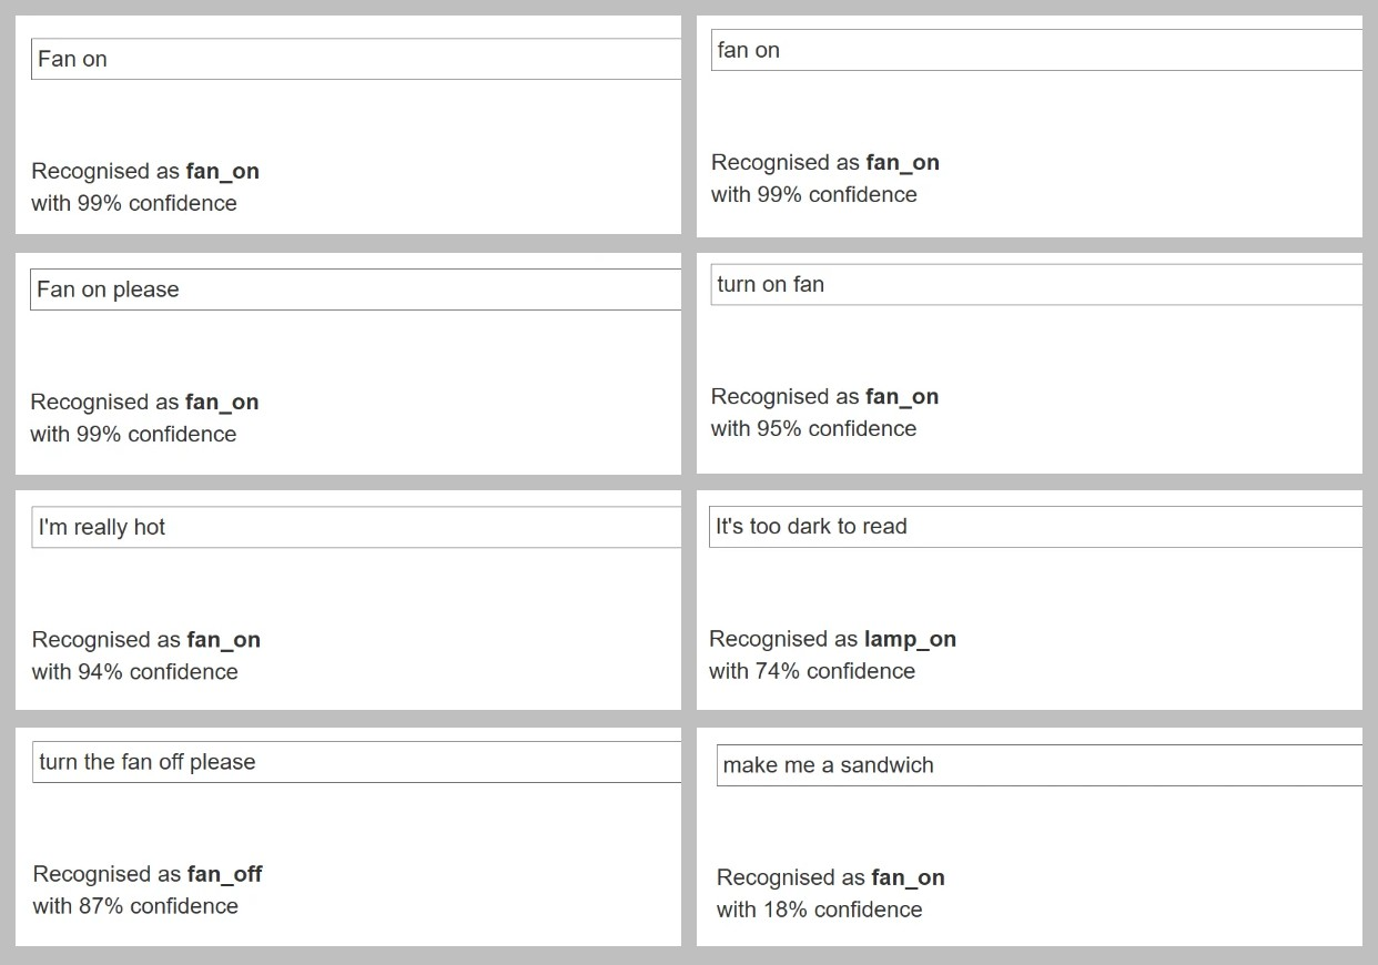 Fan on
Recognised as fan_on
with 99% confidence
fan on
Recognised as fan_on
with 99% confidence
Fan on please
Recognised as fan_on
with 99% confidence
turn on fan
Recognised as fan_on
with 95% confidence
I'm really hot
Recognised as fan_on
with 94% confidence
It's too dark to read
Recognised as lamp_on
with 74% confidence
turn the fan off please
Recognised as fan_off
with 87% confidence
make me a sandwich
Recognised as fan_on
with 18% confidence